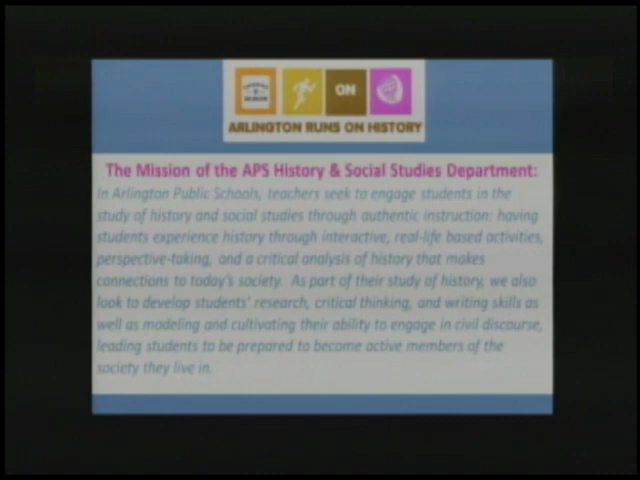 ON
ARLINGTON RUNS ON HISTORY
The Mission of the APS History & Social Studies Department:
In Arlington Public Schools, teachers seek to engage students in the
study of history and social studies through authentic instruction: having
students experience history through interactive, real-life based activities,
perspective-taking, and a critical analysis of history that makes
connections to today's society. As part of their study of history, we also
look to develop students' research, critical thinking, and writing skills as
well as modeling and cultivating their ability to engage in civil discourse,
leading students to be prepared to become active members of the
society they live in.